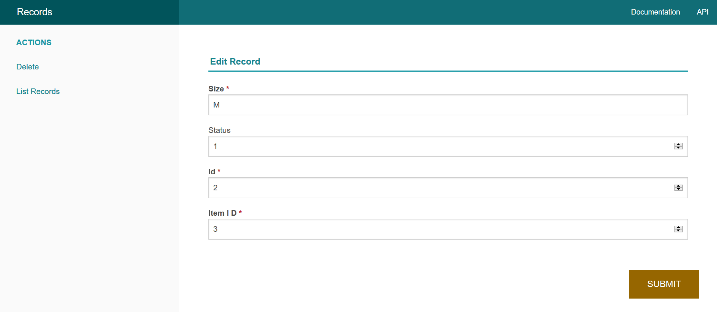 Records
Documentation
API
ACTIONS
Delete
List Records
Edit Record
Size *
M
Status
1
Id *
2
Item I D *
3
SUBMIT